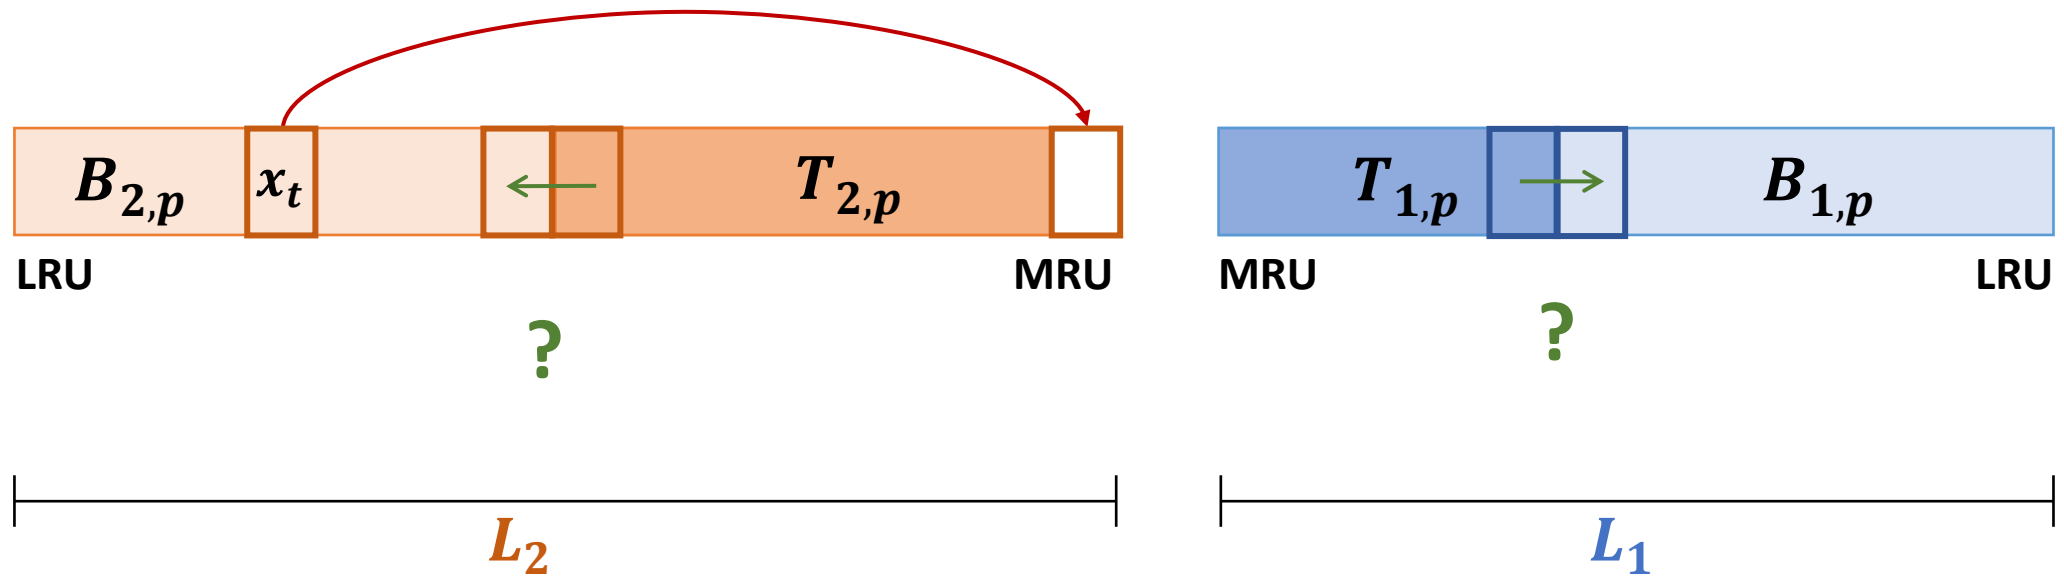 B₂,ₚ xₜ T₂,ₚ T₁,ₚ B₁,ₚ
LRU MRU MRU LRU
? ?
L₂ L₁